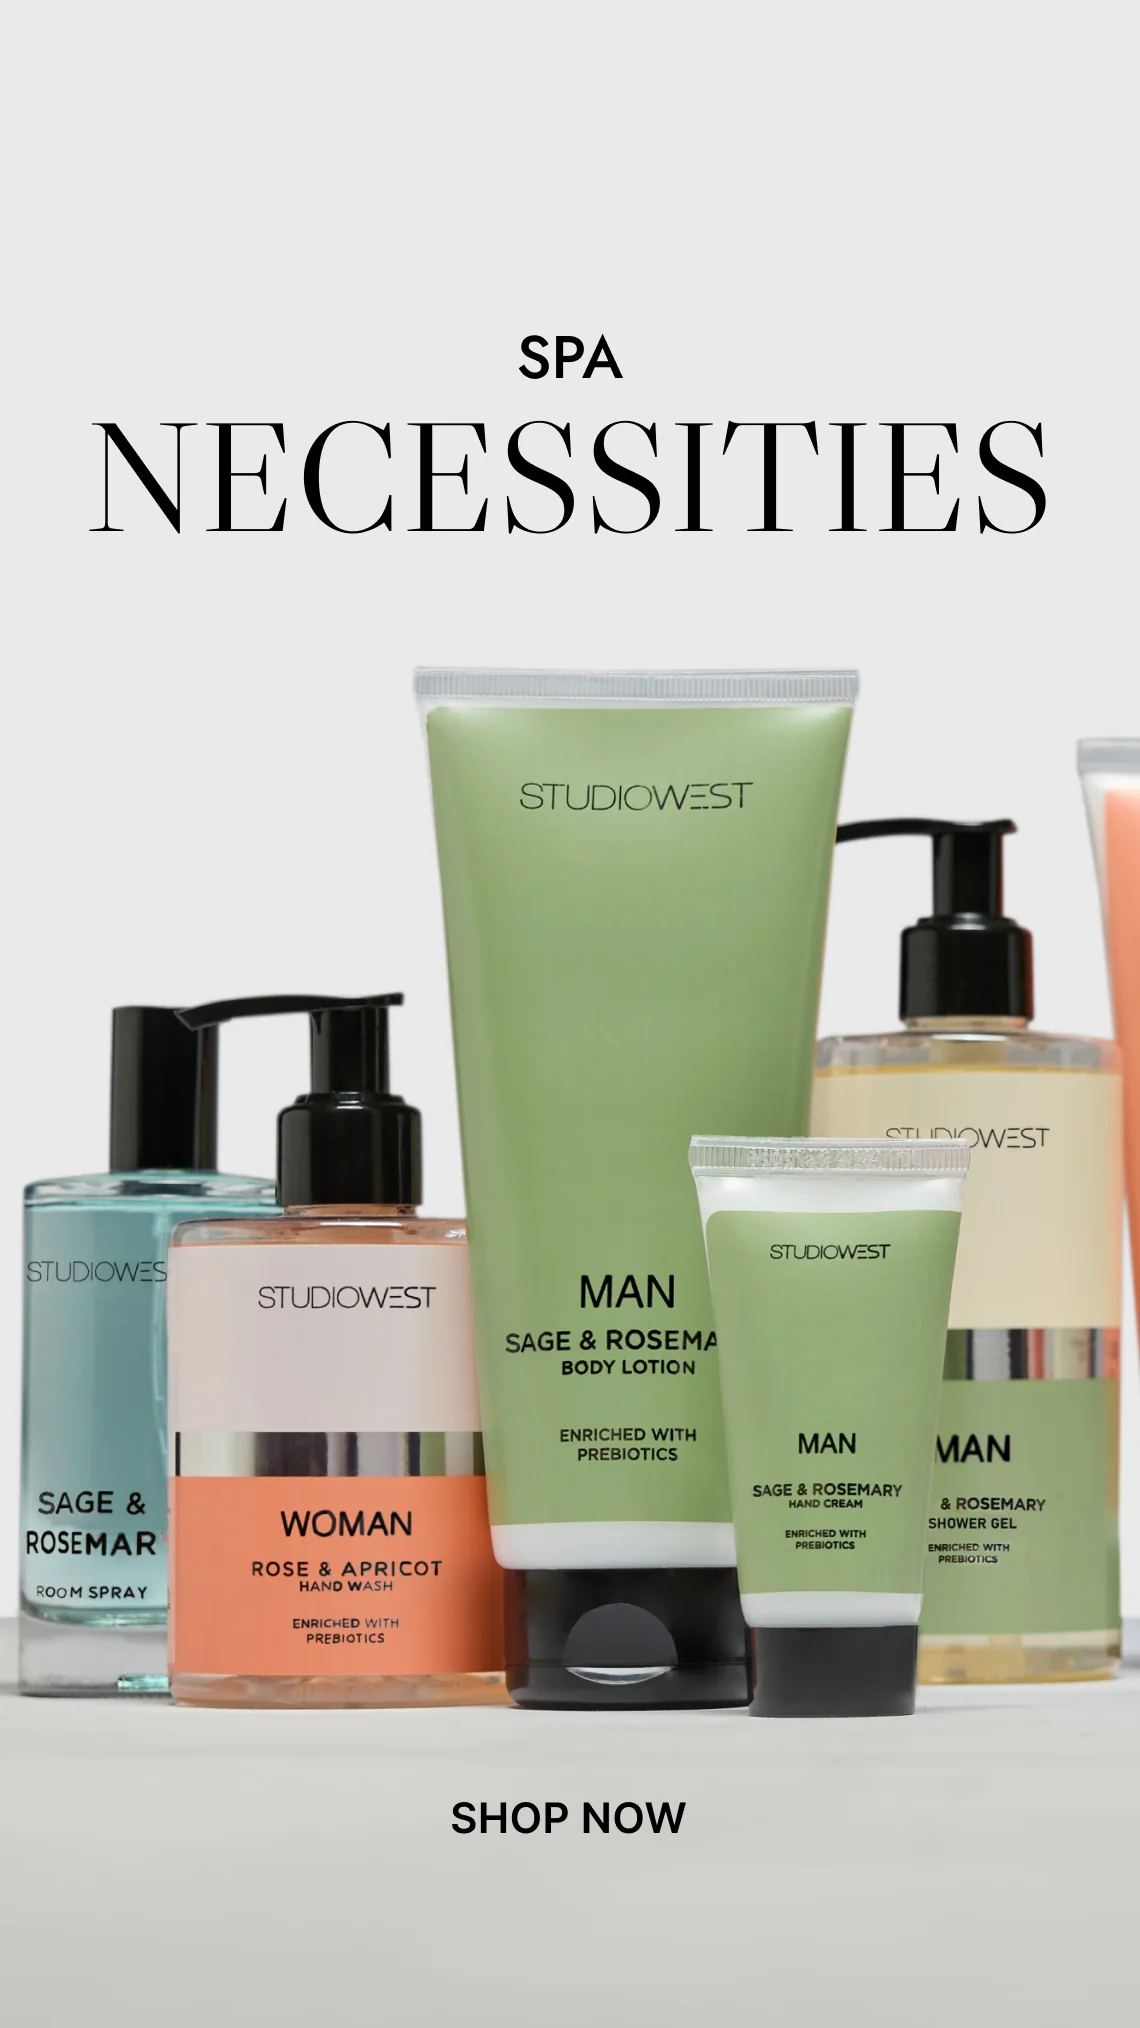 SPA
NECESSITIES
STUDIOWEST
MAN
SAGE & ROSEMA
BODY LOTION
ENRICHED WITH
PREBIOTICS
STUDIOWES
SAGE &
ROSEMAR
ROOM SPRAY
STUDIOWEST
WOMAN
ROSE & APRICOT
HAND WASH
ENRICHED WITH
PREBIOTICS
STUDIOWEST
MAN
SAGE & ROSEMARY
HAND CREAM
ENRICHED WITH
PREBIOTICS
STUDIOWEST
MAN
& ROSEMARY
SHOWER GEL
ENRICHED WITH
PREBIOTICS
SHOP NOW